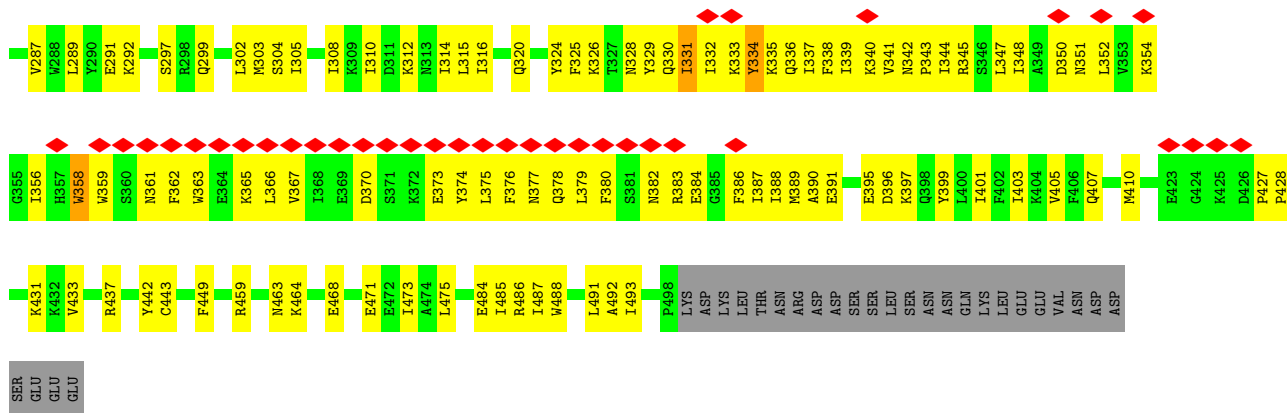 V287 W288 L289 Y290 E291 K292 S297 R298 Q299 L302 M303 S304 I305 I308 K309 I310 D311 K312 N313 I314 L315 I316 Q320 Y324 F325 K326 T327 N328 Y329 Q330 I331 I332 K333 Y334 K335 Q336 I337 F338 I339 K340 V341 N342 P343 I344 R345 S346 L347 I348 A349 D350 N351 L352 V353 K354
G355 I356 H357 W358 W359 S360 N361 F362 W363 E364 K365 L366 V367 I368 E369 D370 S371 K372 E373 Y374 L375 F376 N377 Q378 L379 F380 S381 N382 R383 E384 G385 F386 I387 I388 M389 A390 E391 E395 D396 K397 Q398 Y399 L400 I401 F402 I403 K404 V405 F406 Q407 M410 E423 G424 K425 D426 P427 P428
K431 K432 V433 R437 Y442 C443 F449 R459 N463 K464 E468 E471 E472 I473 A474 L475 E484 I485 R486 I487 W488 L491 A492 I493 P498 LYS ASP LYS LEU THR ASN ARG ASP ASP SER SER LEU SER ASN ASN GLN LYS LEU GLU GLU VAL ASN ASP ASP
SER GLU GLU GLU